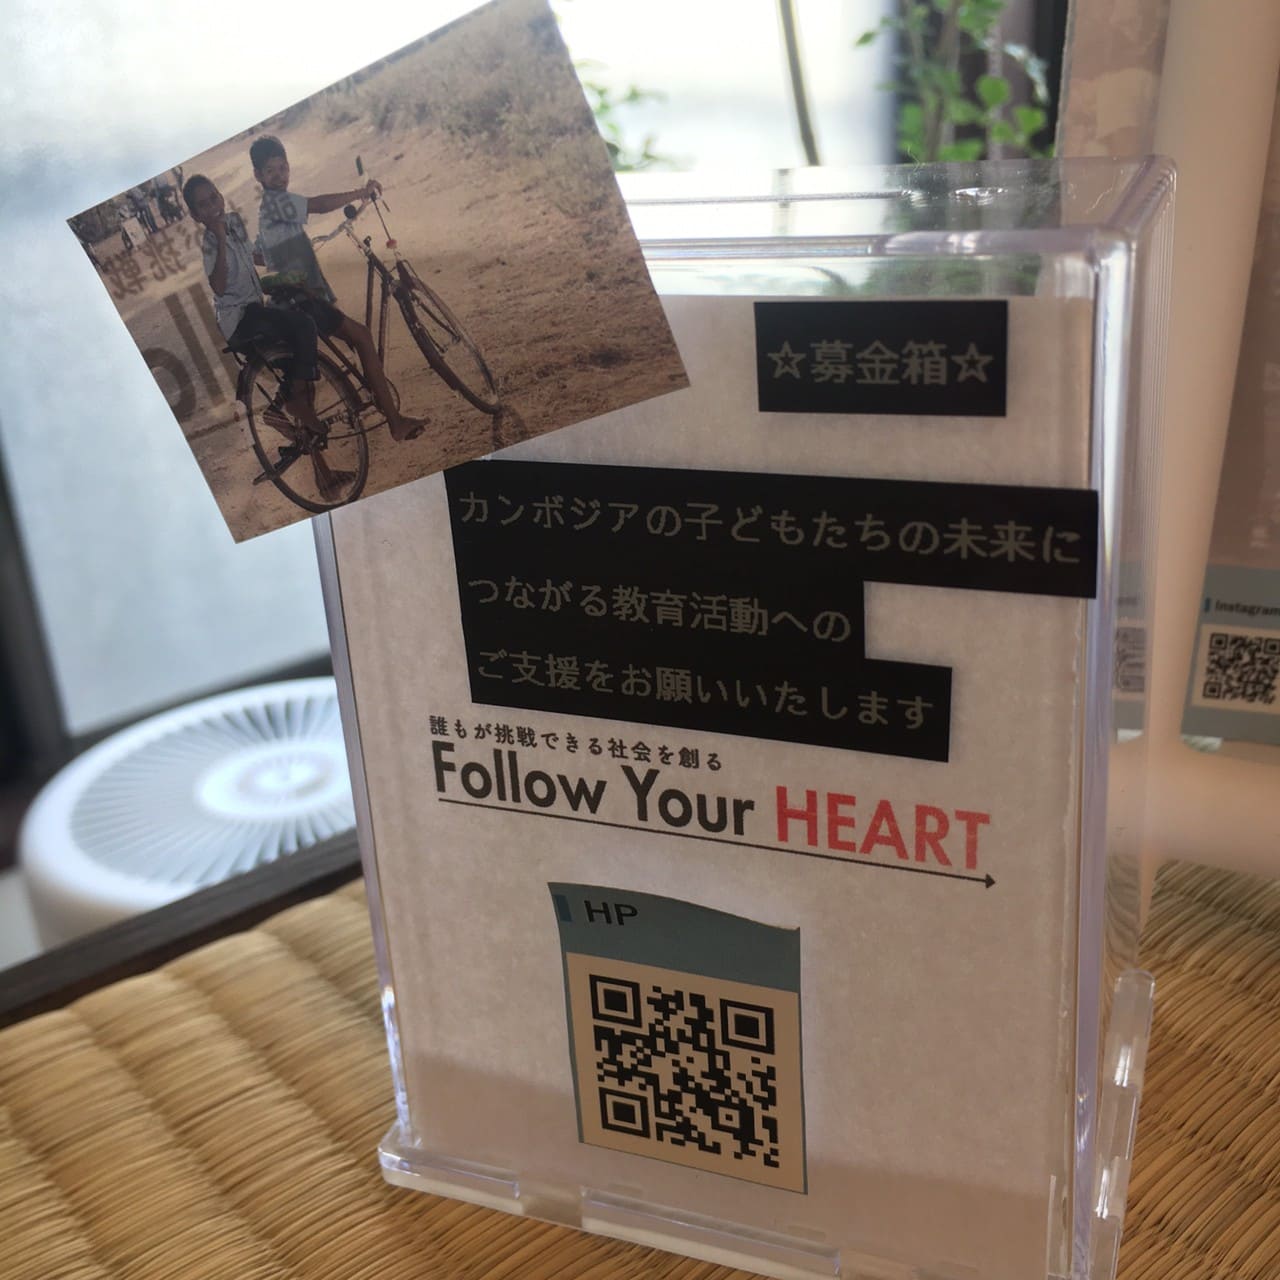 ☆募金箱☆
カンボジアの子どもたちの未来に
つながる教育活動への
ご支援をお願いいたします
誰もが挑戦できる社会を創る
Follow Your HEART
HP
Instagram